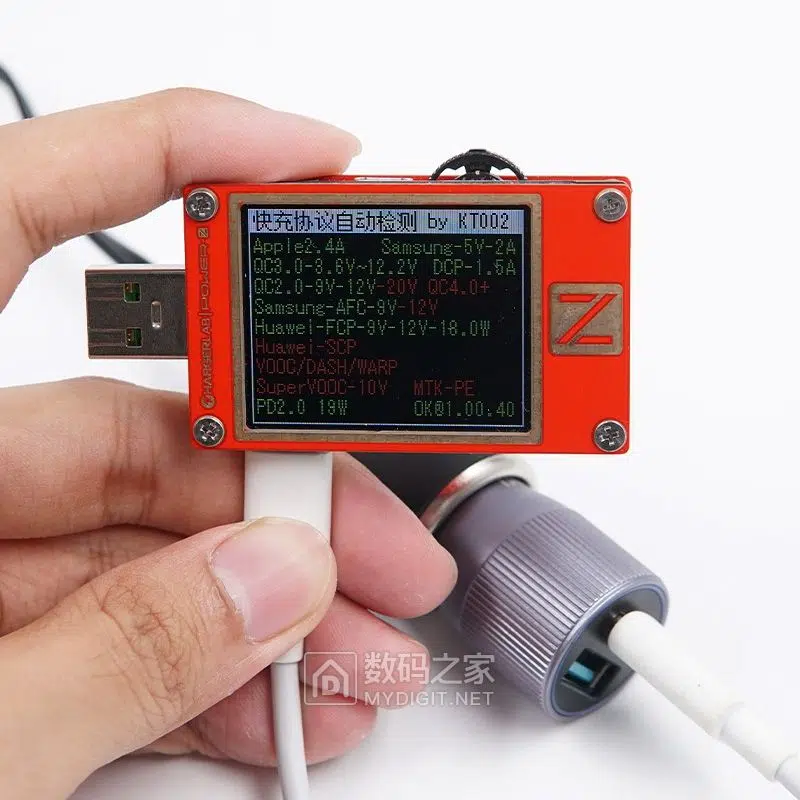 快充协议自动检测 by KT002
Apple2.4A Samsung-5V-2A
QC3.0-3.6V~12.2V DCP-1.5A
QC2.0-9V-12V-20V QC4.0+
Samsung-AFC-9V-12V
Huawei-FCP-9V-12V-18.0W
Huawei-SCP
VOOC/DASH/WARP
SuperVOOC-10V MTK-PE
PD2.0 19W OK@1.00.40
CHARGERLAB | POWER-Z
Z
数码之家
MYDIGIT.NET